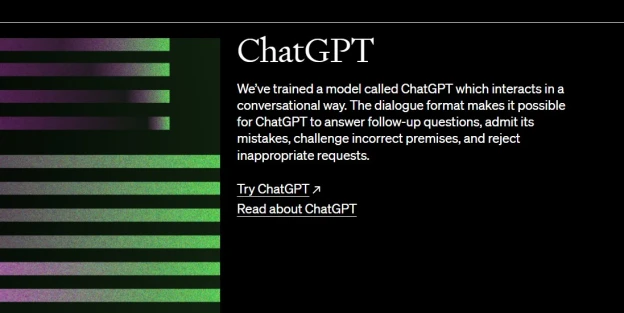 ChatGPT
We've trained a model called ChatGPT which interacts in a
conversational way. The dialogue format makes it possible
for ChatGPT to answer follow-up questions, admit its
mistakes, challenge incorrect premises, and reject
inappropriate requests.
Try ChatGPT ↗
Read about ChatGPT